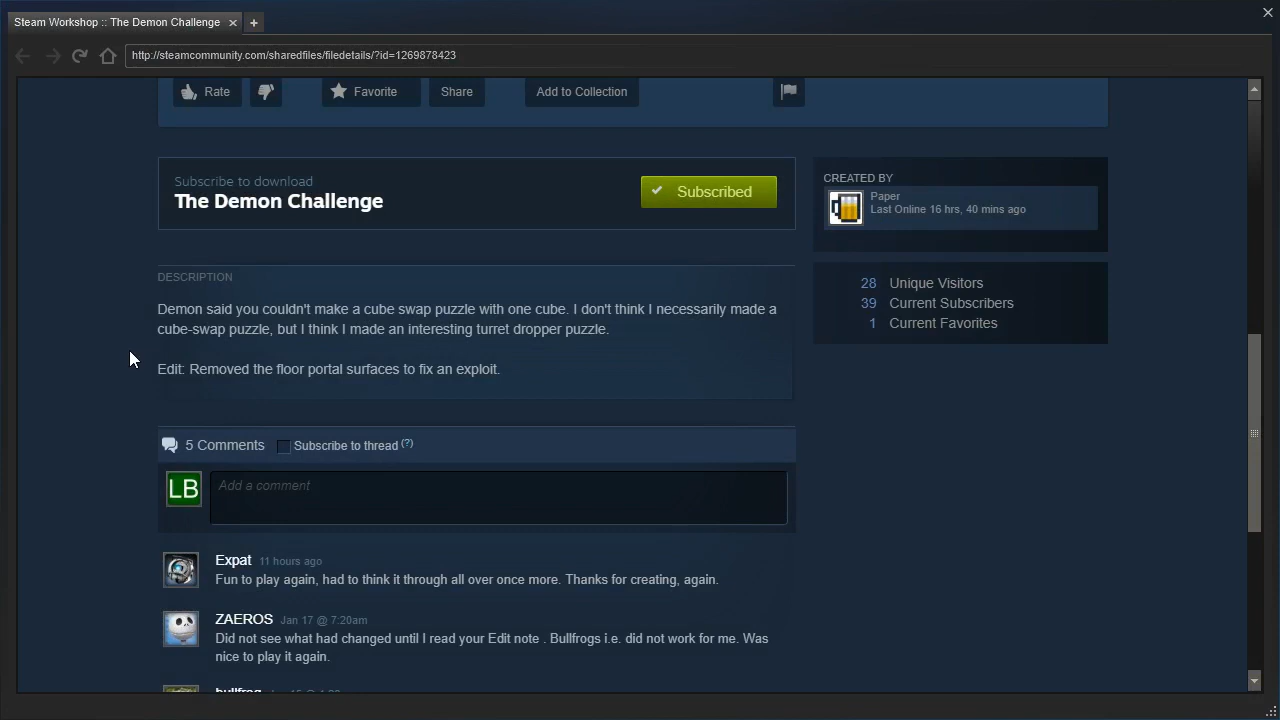 Steam Workshop :: The Demon Challenge
http://steamcommunity.com/sharedfiles/filedetails/?id=1269878423
Rate
Favorite
Share
Add to Collection
Subscribe to download
The Demon Challenge
Subscribed
CREATED BY
Paper
Last Online 16 hrs, 40 mins ago
28 Unique Visitors
39 Current Subscribers
1 Current Favorites
DESCRIPTION
Demon said you couldn't make a cube swap puzzle with one cube. I don't think I necessarily made a
cube-swap puzzle, but I think I made an interesting turret dropper puzzle.
Edit: Removed the floor portal surfaces to fix an exploit.
5 Comments Subscribe to thread (?)
LB
Add a comment
Expat 11 hours ago
Fun to play again, had to think it through all over once more. Thanks for creating, again.
ZAEROS Jan 17 @ 7:20am
Did not see what had changed until I read your Edit note . Bullfrogs i.e. did not work for me. Was
nice to play it again.
bullfrog